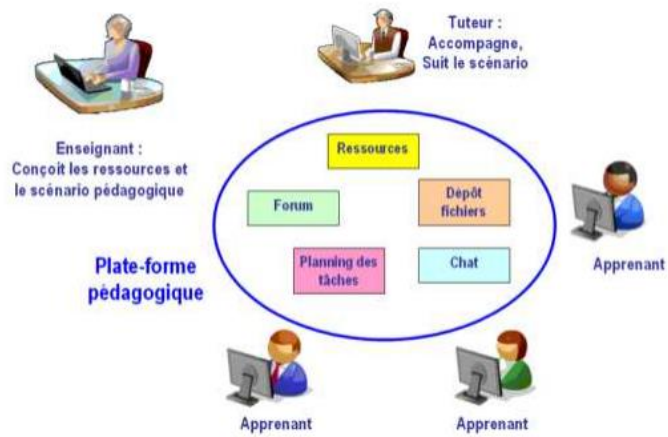 Tuteur :
Accompagne,
Suit le scénario
Enseignant :
Conçoit les ressources et
le scénario pédagogique
Ressources
Forum
Dépôt
fichiers
Planning des
tâches
Chat
Plate-forme
pédagogique
Apprenant
Apprenant
Apprenant